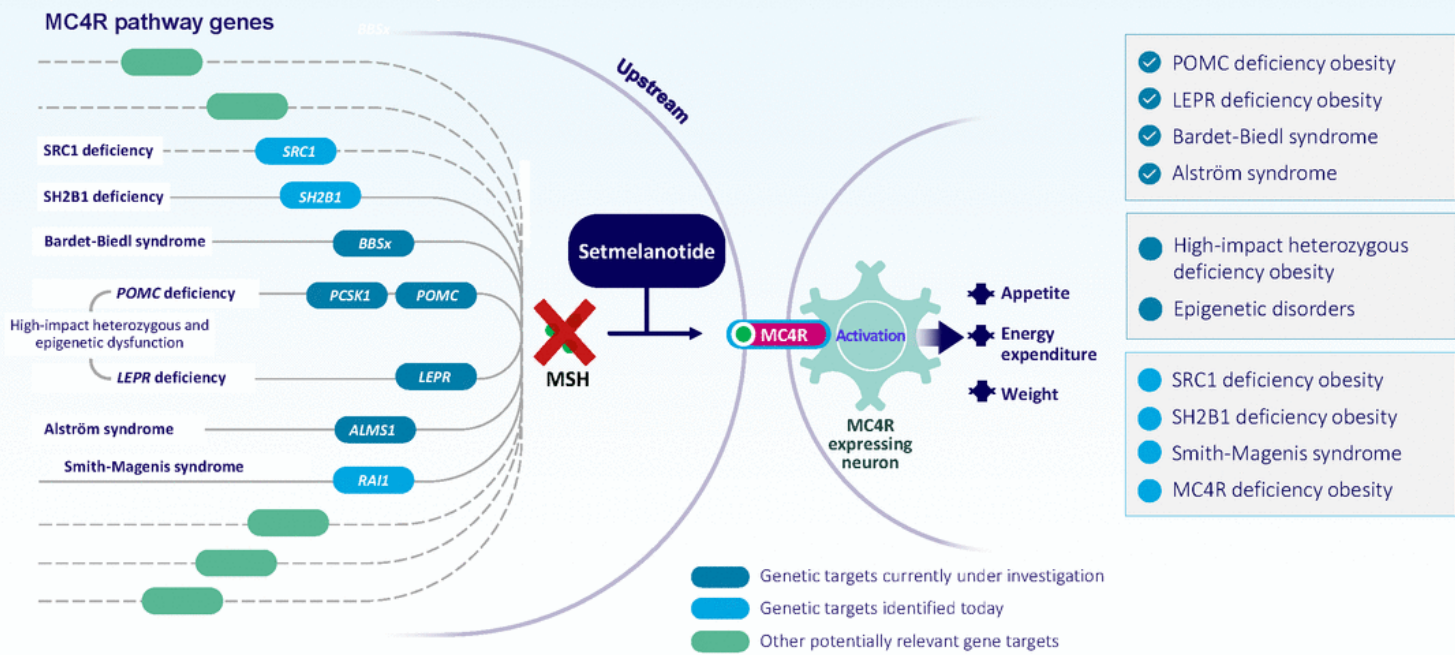 MC4R pathway genes
BBSx
Upstream
SRC1 deficiency
SRC1
SH2B1 deficiency
SH2B1
Bardet-Biedl syndrome
BBSx
POMC deficiency
PCSK1
POMC
High-impact heterozygous and
epigenetic dysfunction
LEPR deficiency
LEPR
Alström syndrome
ALMS1
Smith-Magenis syndrome
RAI1
Setmelanotide
MSH
MC4R
Activation
MC4R
expressing
neuron
Appetite
Energy
expenditure
Weight
POMC deficiency obesity
LEPR deficiency obesity
Bardet-Biedl syndrome
Alström syndrome
High-impact heterozygous
deficiency obesity
Epigenetic disorders
SRC1 deficiency obesity
SH2B1 deficiency obesity
Smith-Magenis syndrome
MC4R deficiency obesity
Genetic targets currently under investigation
Genetic targets identified today
Other potentially relevant gene targets